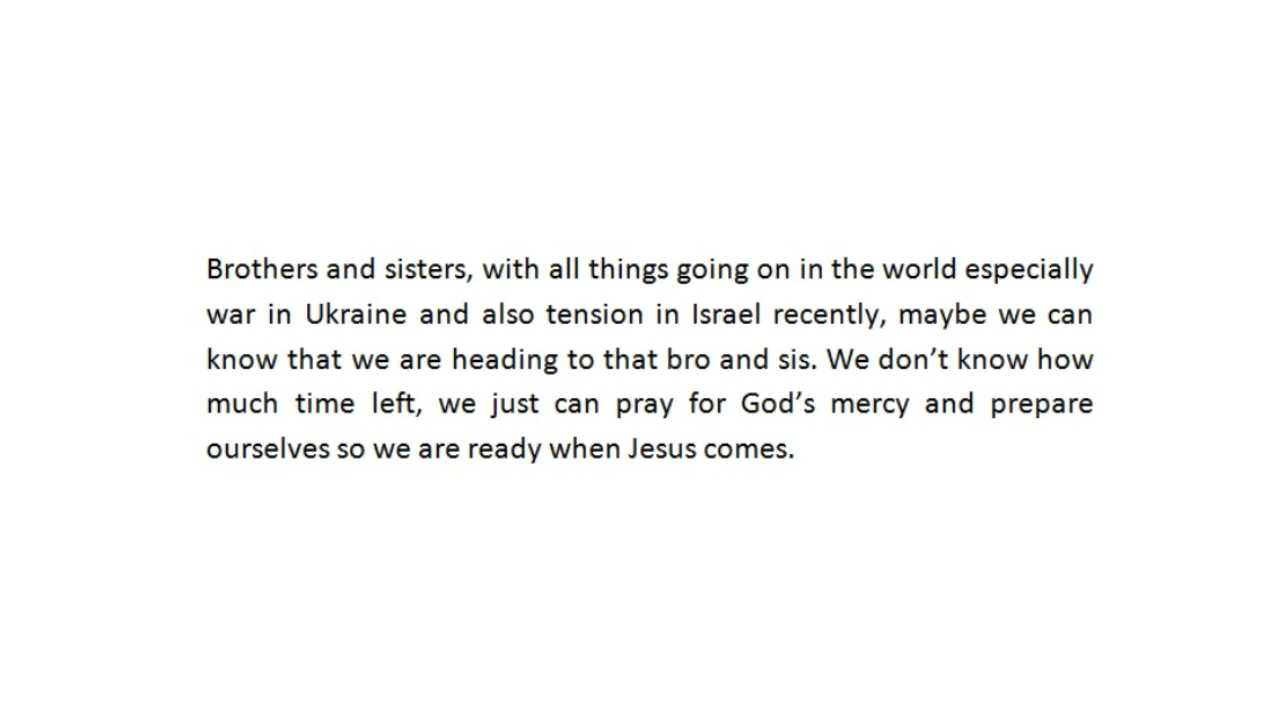 Brothers and sisters, with all things going on in the world especially
war in Ukraine and also tension in Israel recently, maybe we can
know that we are heading to that bro and sis. We don’t know how
much time left, we just can pray for God’s mercy and prepare
ourselves so we are ready when Jesus comes.